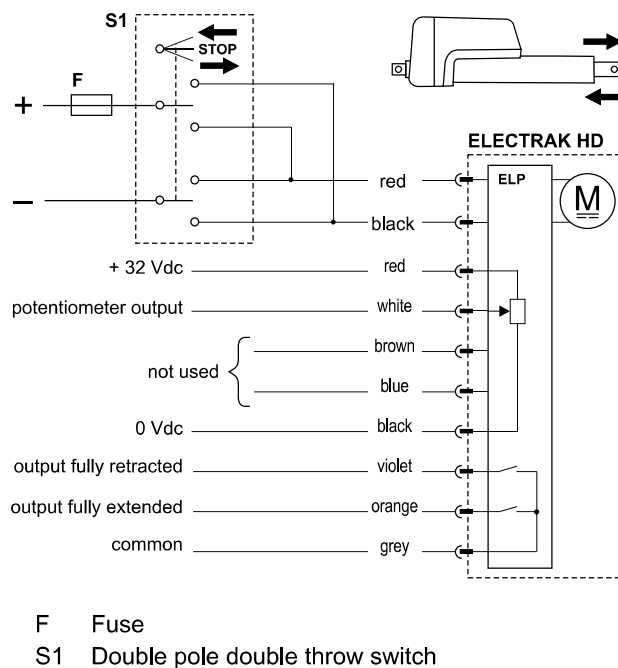 S1
STOP
F
+
−
ELECTRAK HD
ELP
M
red
black
+ 32 Vdc red
potentiometer output white
brown
not used
blue
0 Vdc black
output fully retracted violet
output fully extended orange
common grey
F Fuse
S1 Double pole double throw switch